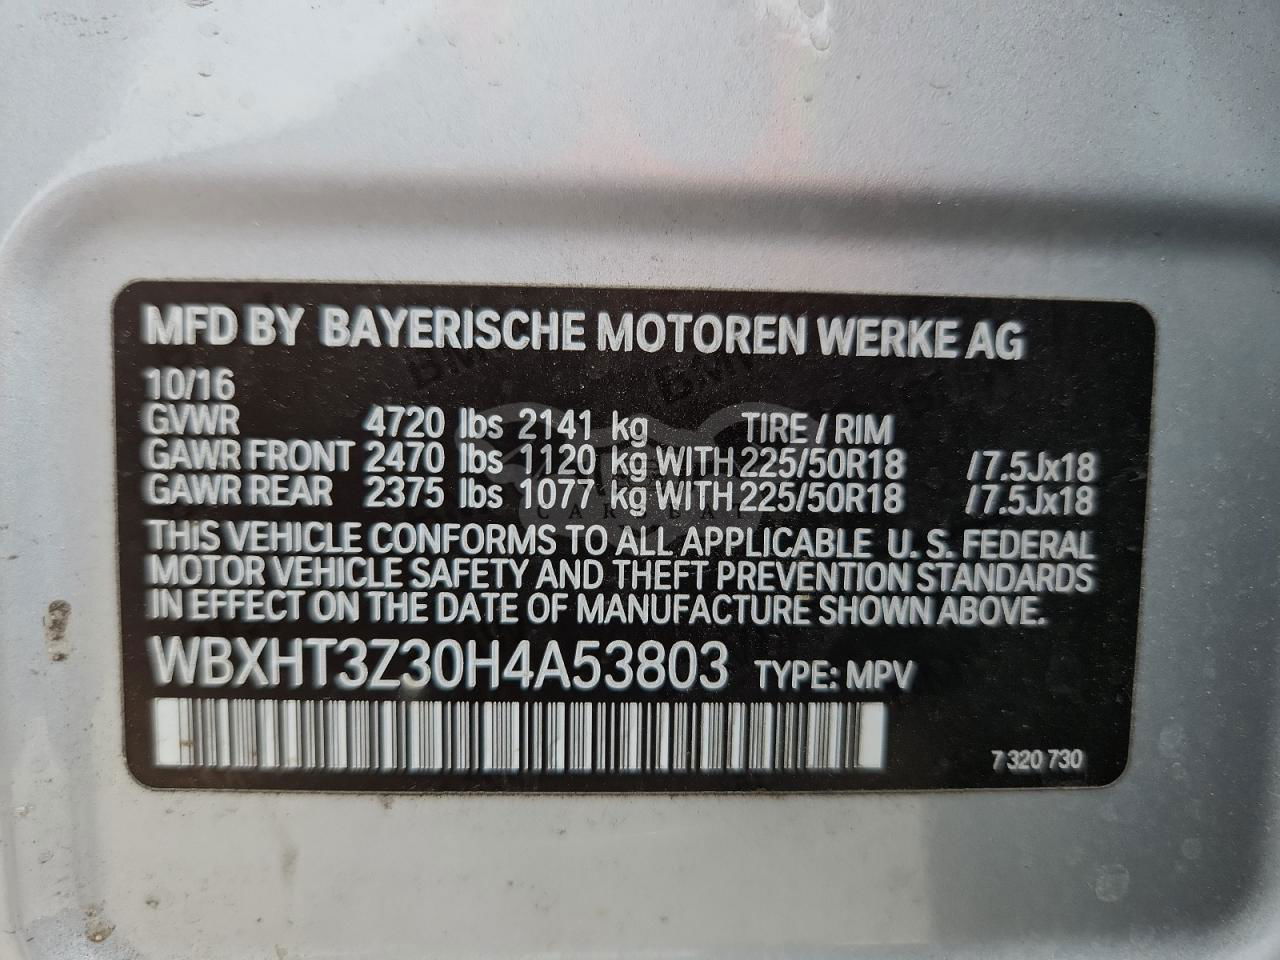 MFD BY BAYERISCHE MOTOREN WERKE AG
10/16
GVWR 4720 lbs 2141 kg TIRE / RIM
GAWR FRONT 2470 lbs 1120 kg WITH 225/50R18 /7.5Jx18
GAWR REAR 2375 lbs 1077 kg WITH 225/50R18 /7.5Jx18
THIS VEHICLE CONFORMS TO ALL APPLICABLE U. S. FEDERAL
MOTOR VEHICLE SAFETY AND THEFT PREVENTION STANDARDS
IN EFFECT ON THE DATE OF MANUFACTURE SHOWN ABOVE.
WBXHT3Z30H4A53803 TYPE: MPV
7 320 730